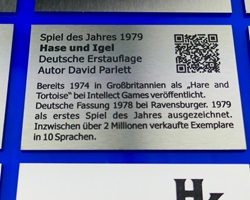 Spiel des Jahres 1979
Hase und Igel
Deutsche Erstauflage
Autor David Parlett
Bereits 1974 in Großbritannien als „Hare and
Tortoise“ bei Intellect Games veröffentlicht.
Deutsche Fassung 1978 bei Ravensburger. 1979
als erstes Spiel des Jahres ausgezeichnet.
Inzwischen über 2 Millionen verkaufte Exemplare
in 10 Sprachen.